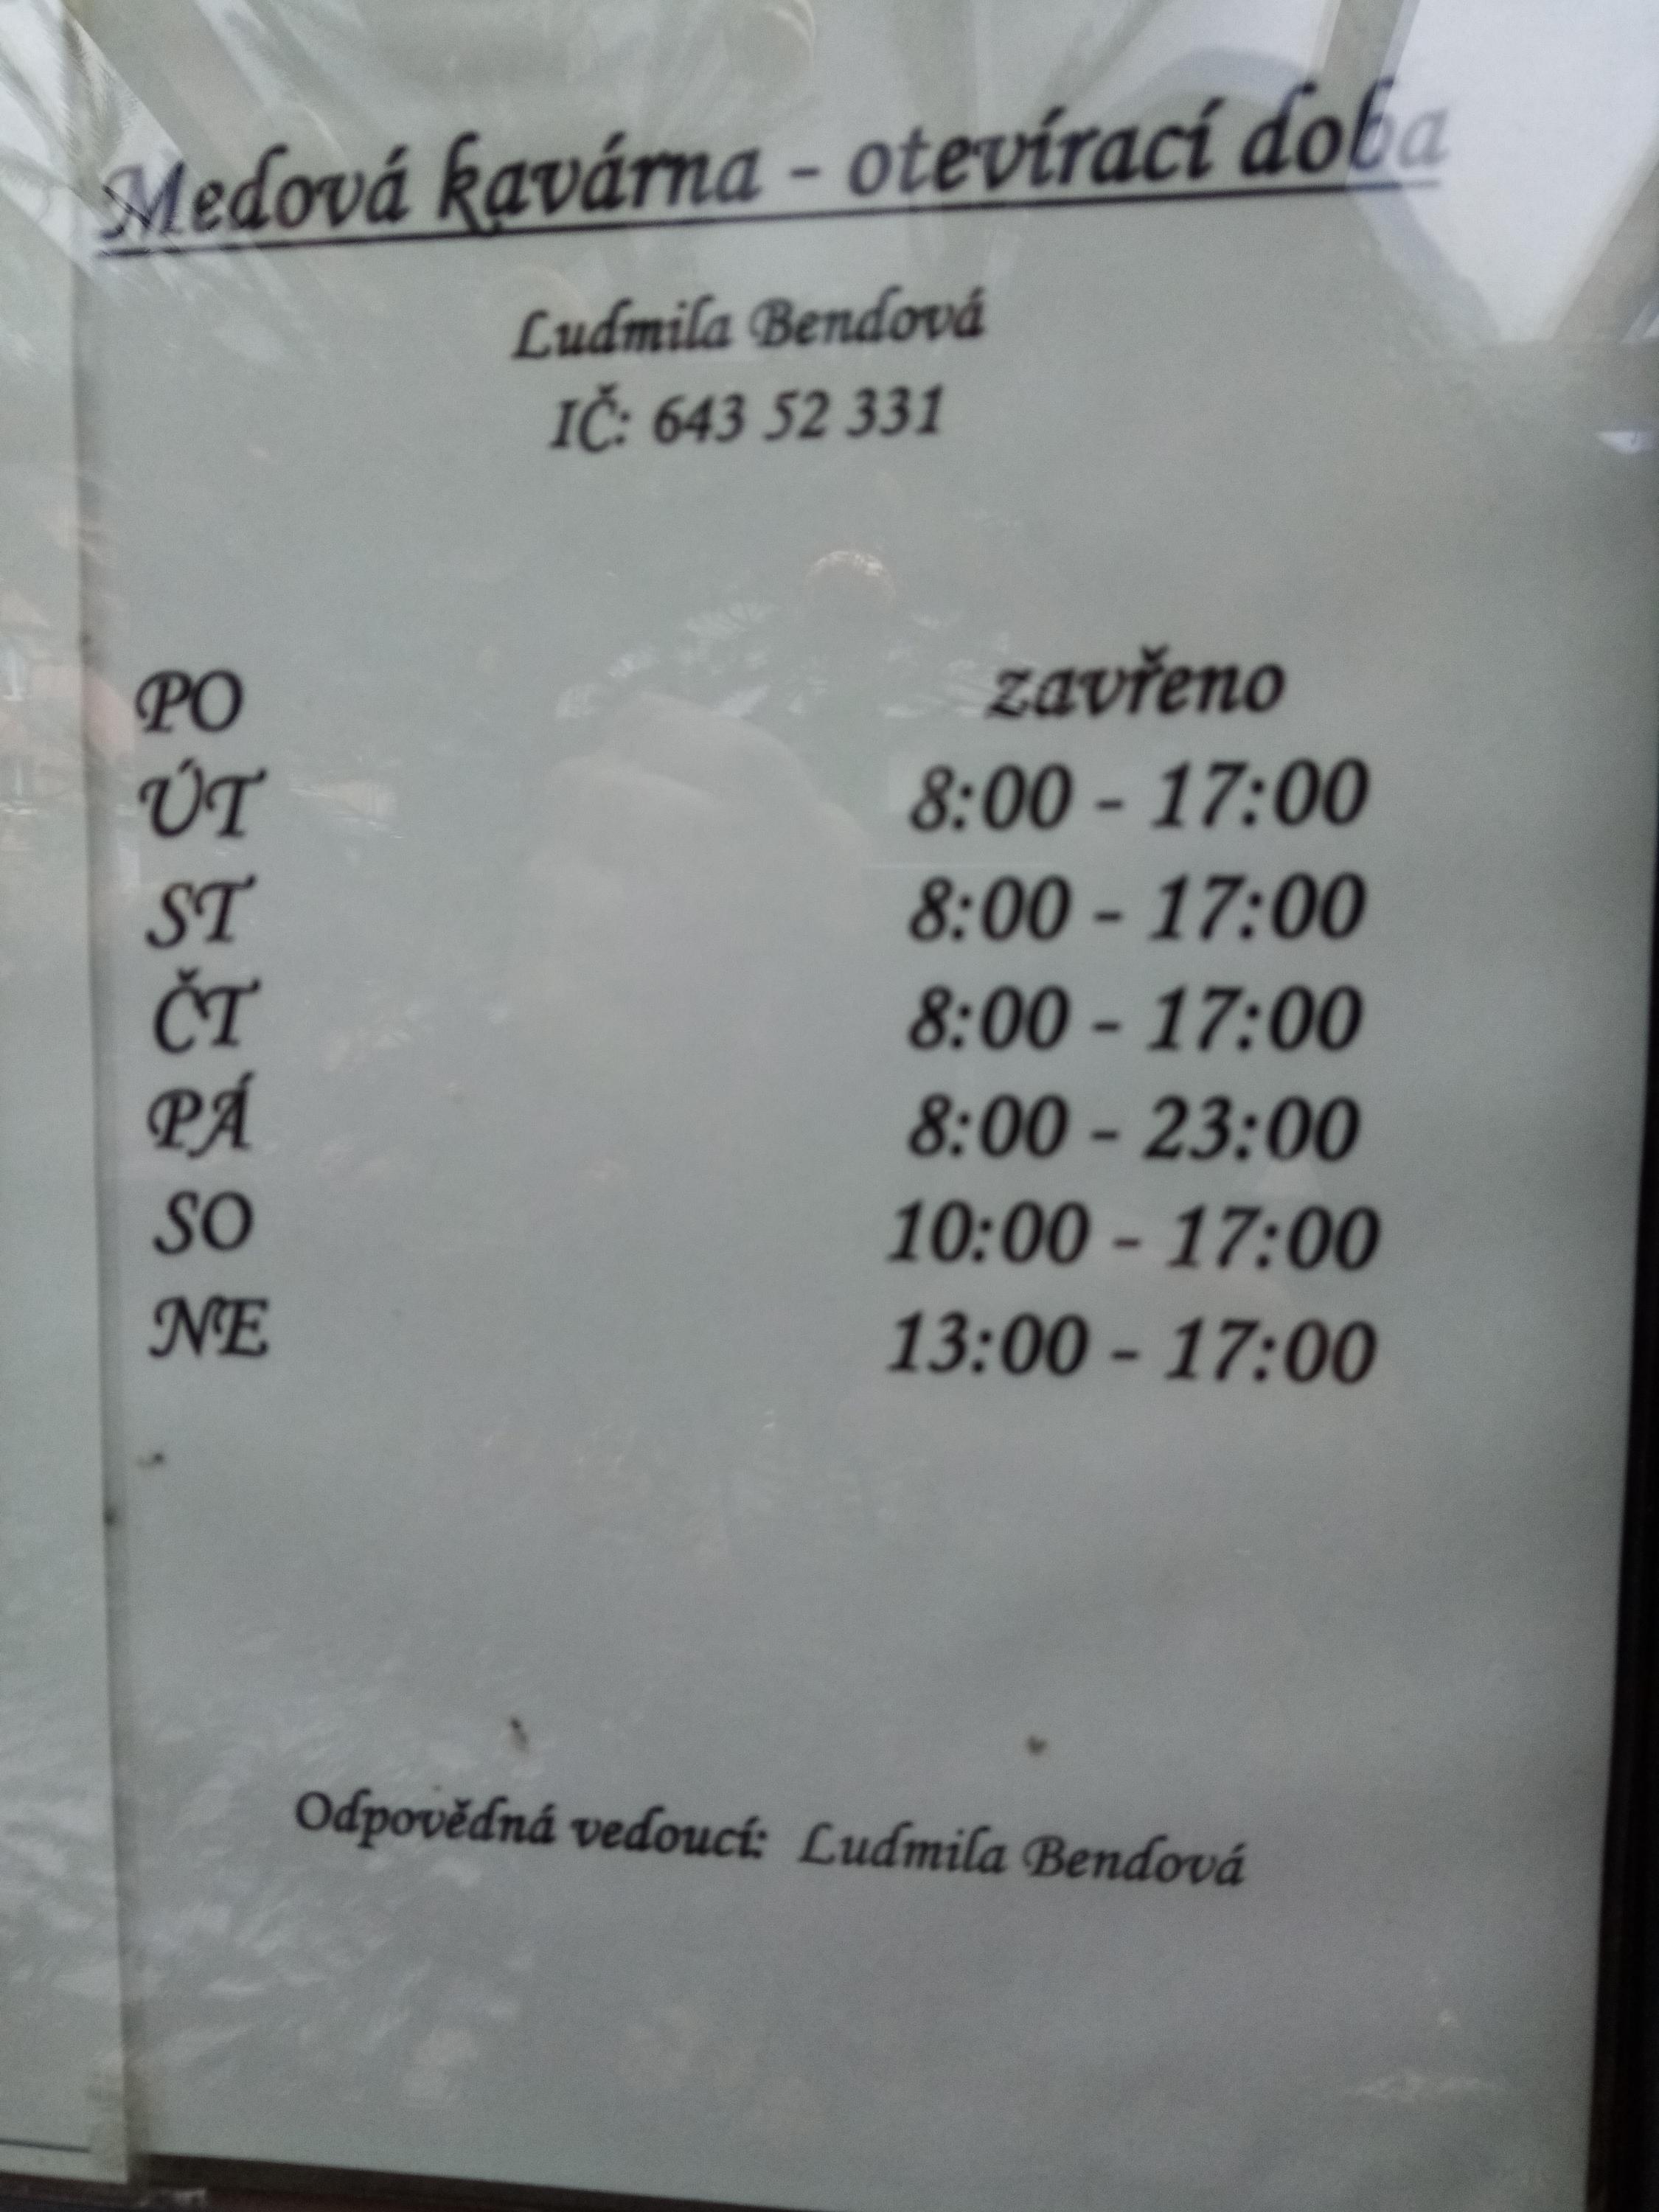 Medová kavárna - otevírací doba
Ludmila Bendová
IČ: 643 52 331
PO zavřeno
ÚT 8:00 - 17:00
ST 8:00 - 17:00
ČT 8:00 - 17:00
PÁ 8:00 - 23:00
SO 10:00 - 17:00
NE 13:00 - 17:00
Odpovědná vedoucí: Ludmila Bendová